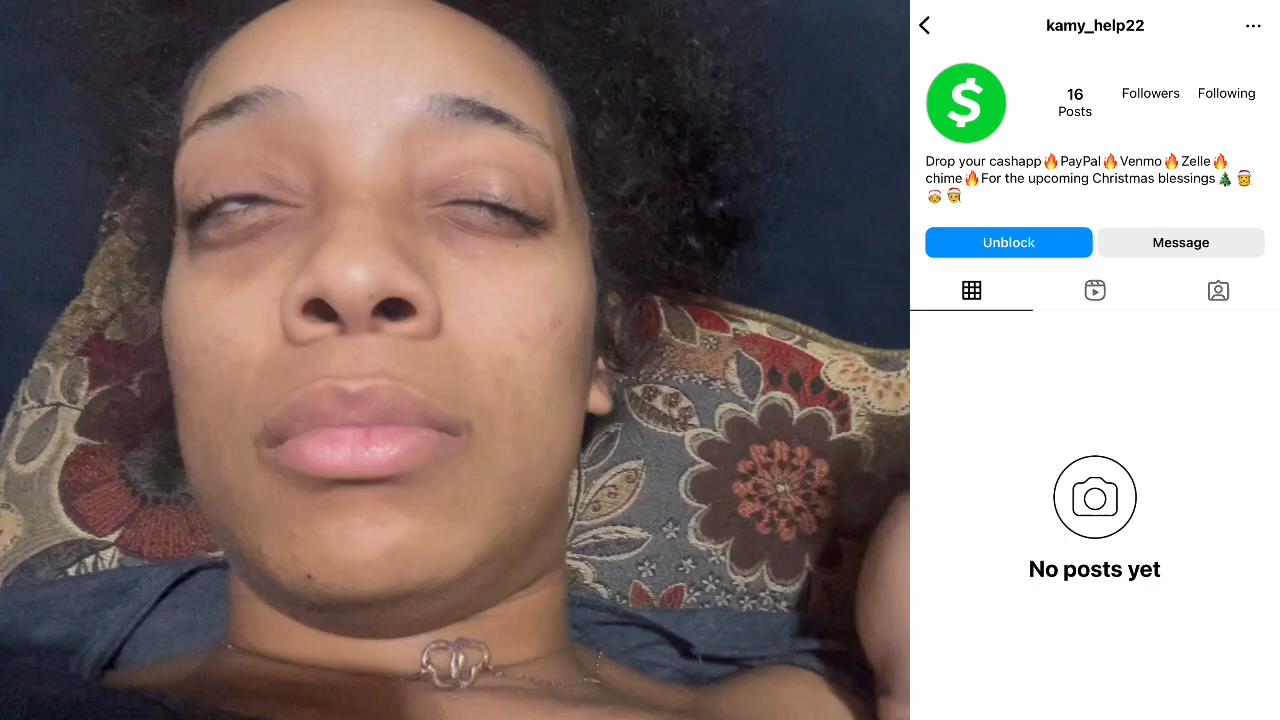 kamy_help22
16
Posts
Followers
Following
Drop your cashapp🔥PayPal🔥Venmo🔥Zelle🔥
chime🔥For the upcoming Christmas blessings🎄🧑‍🎄
🤶🧑‍🎄
Unblock
Message
No posts yet